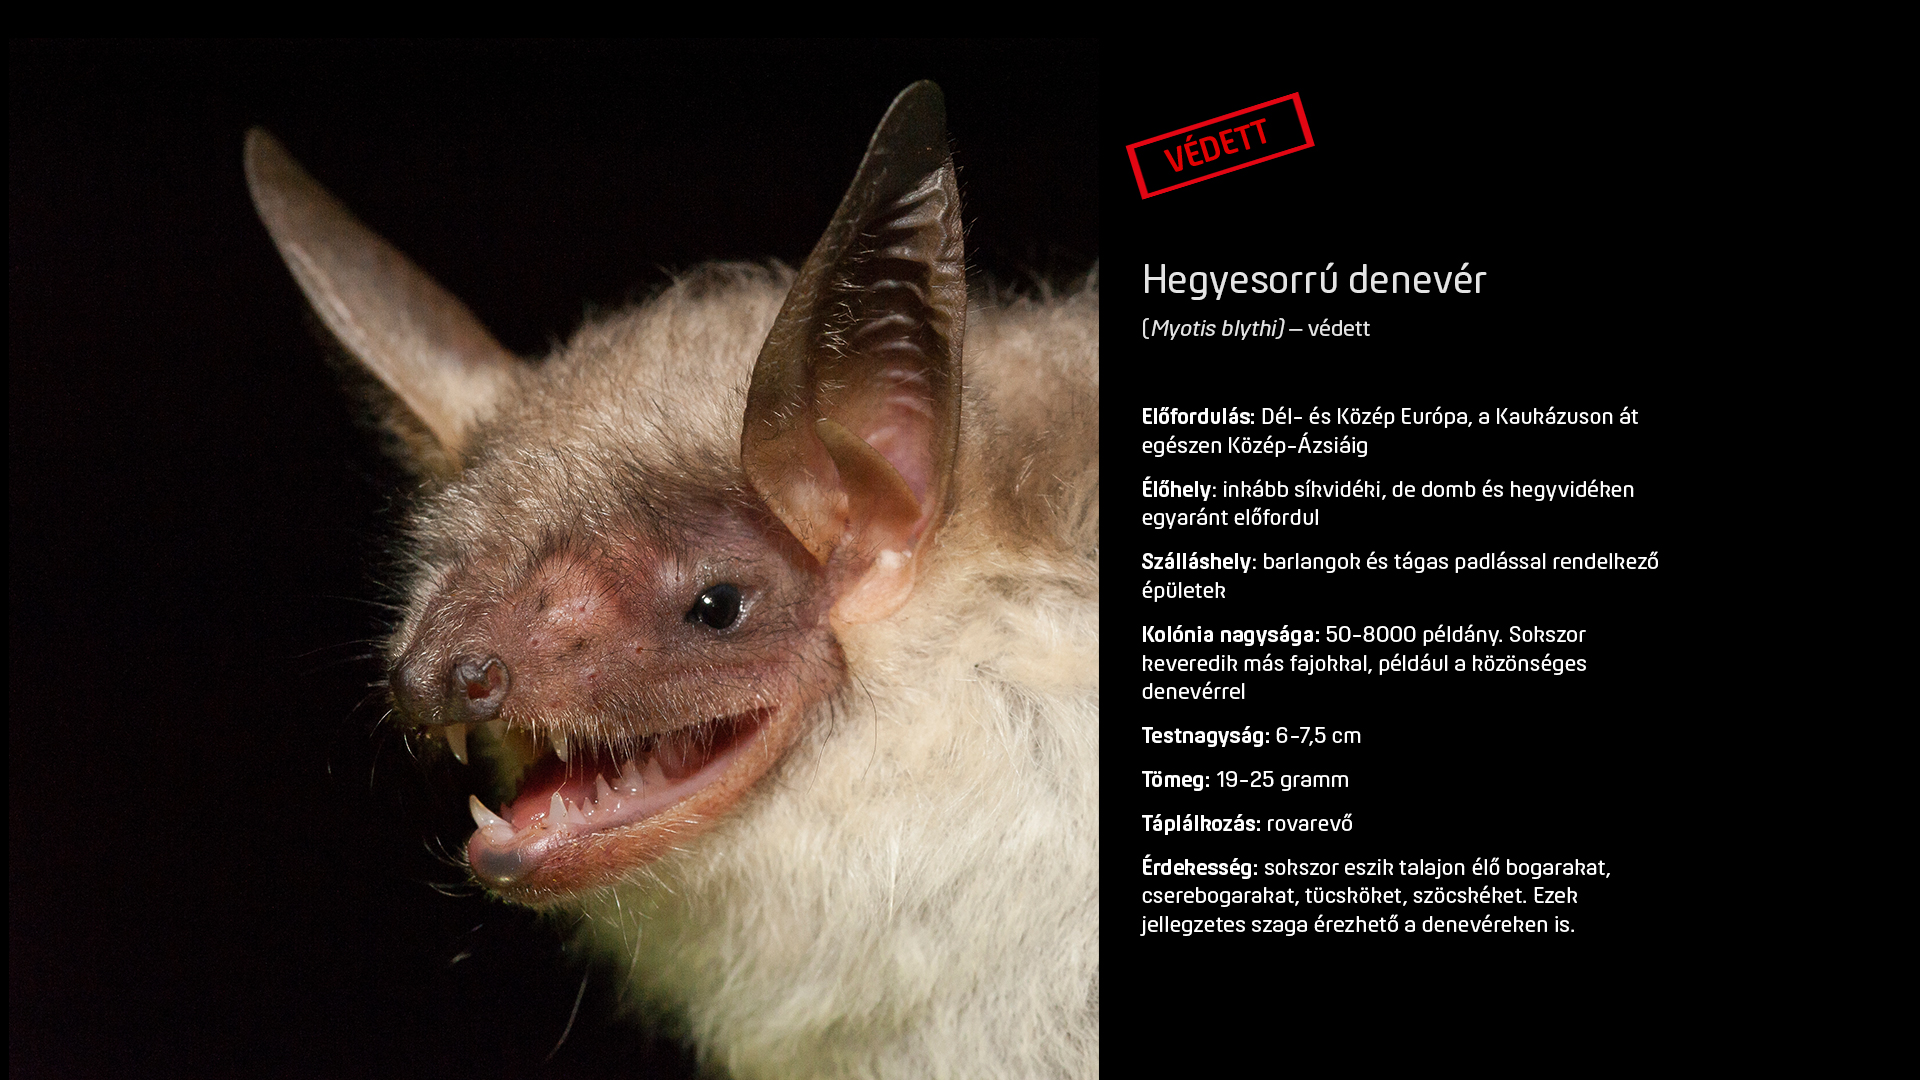 VÉDETT
Hegyesorrú denevér
(Myotis blythi) – védett
Előfordulás: Dél- és Közép Európa, a Kaukázuson át
egészen Közép-Ázsiáig
Élőhely: inkább síkvidéki, de domb és hegyvidéken
egyaránt előfordul
Szálláshely: barlangok és tágas padlással rendelkező
épületek
Kolónia nagysága: 50-8000 példány. Sokszor
keveredik más fajokkal, például a közönséges
denevérrel
Testnagyság: 6-7,5 cm
Tömeg: 19-25 gramm
Táplálkozás: rovarevő
Érdekesség: sokszor eszik talajon élő bogarakat,
cserebogarakat, tücsköket, szöcskéket. Ezek
jellegzetes szaga érezhető a denevéreken is.